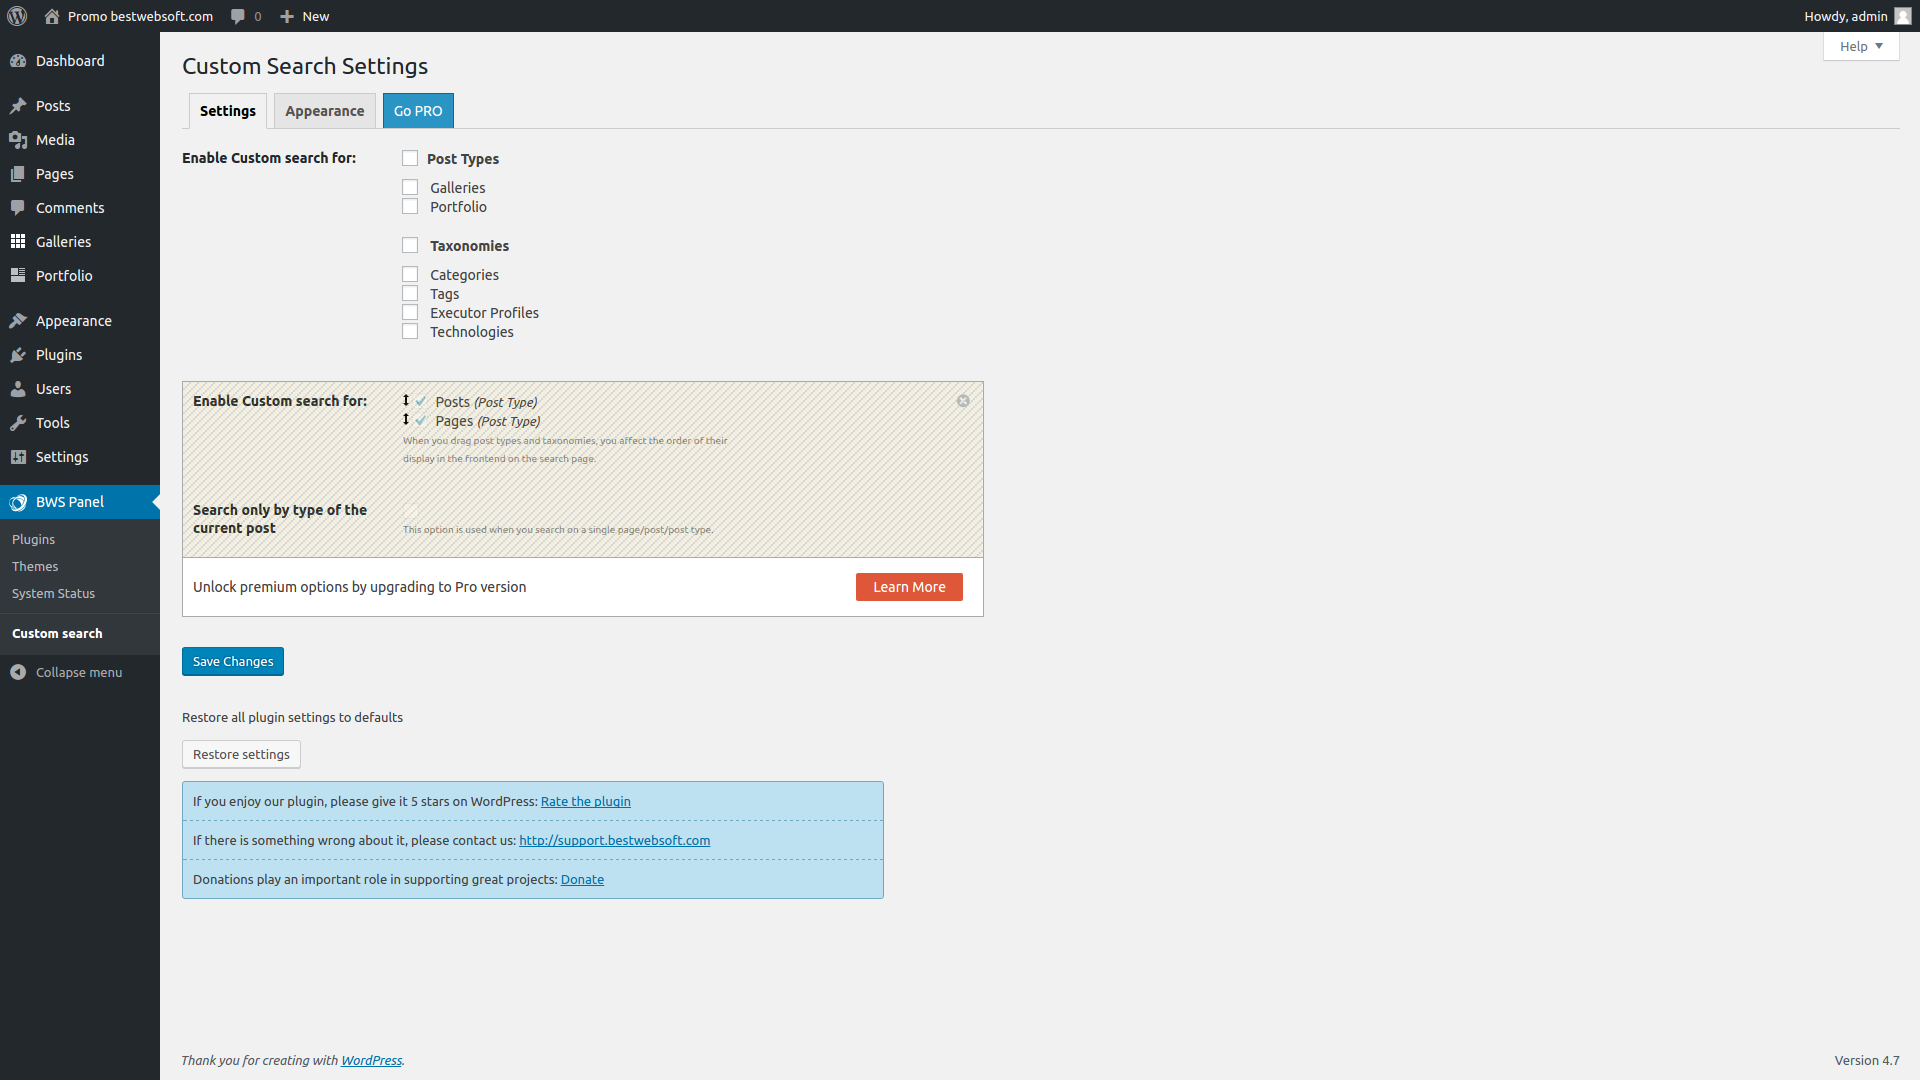 Promo bestwebsoft.com 0 New Howdy, admin
Help
Dashboard
Posts
Media
Pages
Comments
Galleries
Portfolio
Appearance
Plugins
Users
Tools
Settings
BWS Panel
Plugins
Themes
System Status
Custom search
Collapse menu
Custom Search Settings
Settings Appearance Go PRO
Enable Custom search for:
Post Types
Galleries
Portfolio
Taxonomies
Categories
Tags
Executor Profiles
Technologies
Enable Custom search for:
Posts (Post Type)
Pages (Post Type)
When you drag post types and taxonomies, you affect the order of their
display in the frontend on the search page.
Search only by type of the
current post
This option is used when you search on a single page/post/post type.
Unlock premium options by upgrading to Pro version
Learn More
Save Changes
Restore all plugin settings to defaults
Restore settings
If you enjoy our plugin, please give it 5 stars on WordPress: Rate the plugin
If there is something wrong about it, please contact us: http://support.bestwebsoft.com
Donations play an important role in supporting great projects: Donate
Thank you for creating with WordPress.
Version 4.7